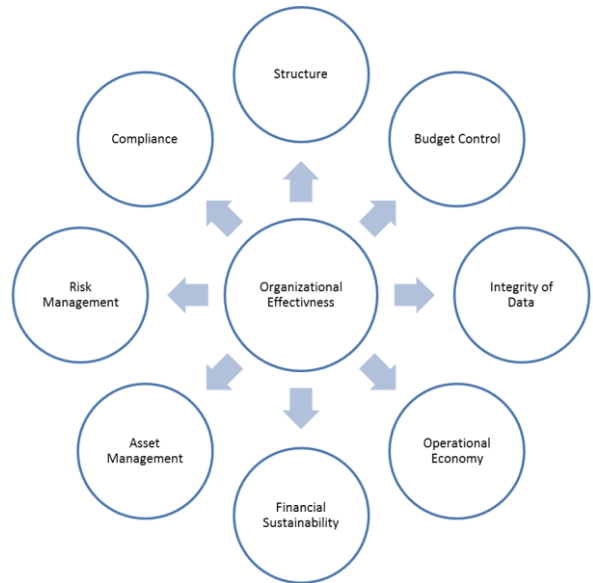 Structure
Compliance
Budget Control
Risk
Management
Organizational
Effectivness
Integrity of
Data
Asset
Management
Operational
Economy
Financial
Sustainability